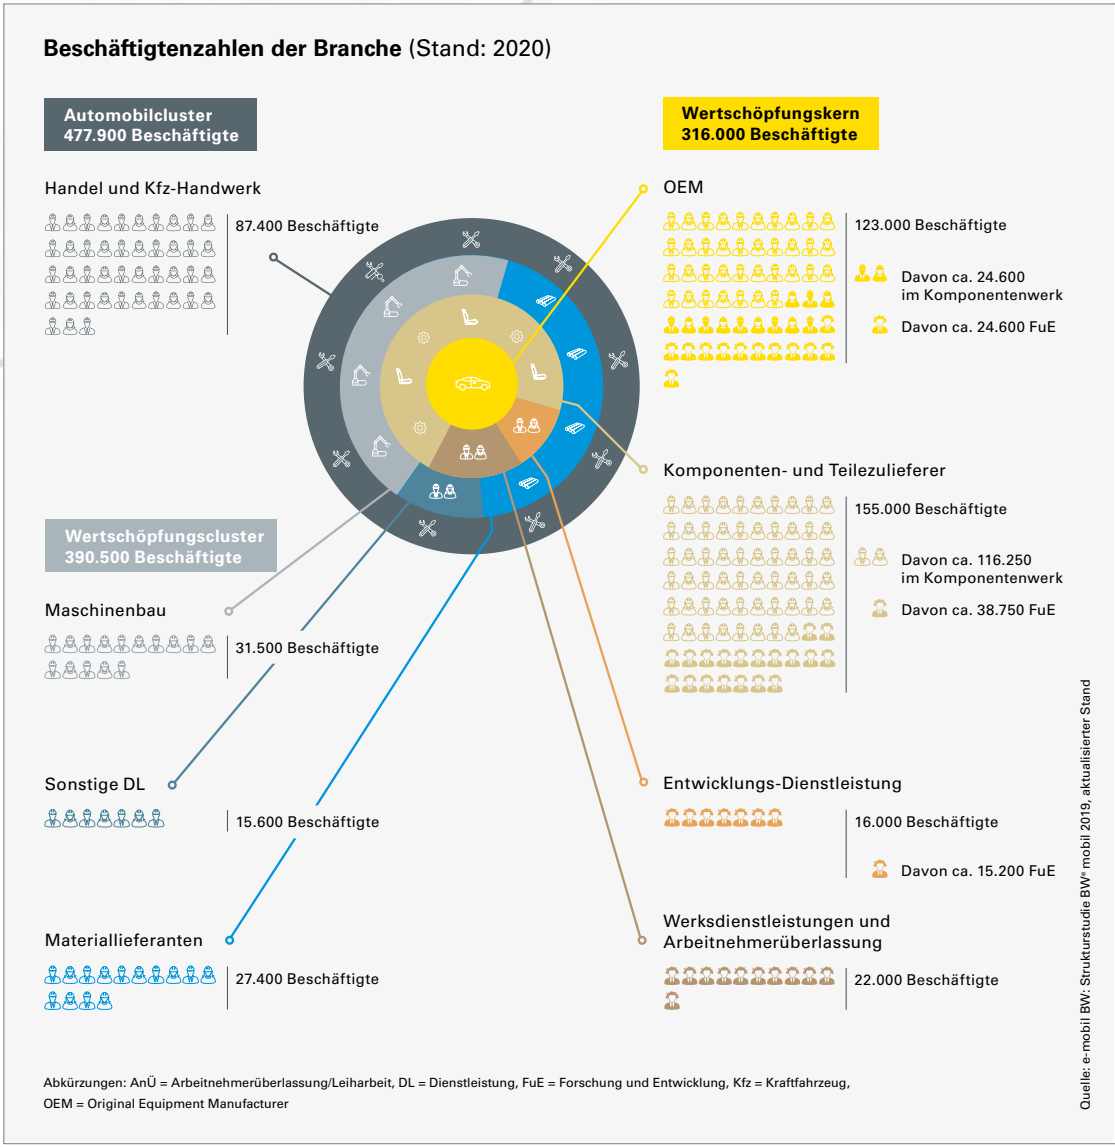 Beschäftigtenzahlen der Branche (Stand: 2020)
Automobilcluster
477.900 Beschäftigte
Handel und Kfz-Handwerk
87.400 Beschäftigte
Wertschöpfungscluster
390.500 Beschäftigte
Maschinenbau
31.500 Beschäftigte
Sonstige DL
15.600 Beschäftigte
Materiallieferanten
27.400 Beschäftigte
Wertschöpfungskern
316.000 Beschäftigte
OEM
123.000 Beschäftigte
Davon ca. 24.600
im Komponentenwerk
Davon ca. 24.600 FuE
Komponenten- und Teilezulieferer
155.000 Beschäftigte
Davon ca. 116.250
im Komponentenwerk
Davon ca. 38.750 FuE
Entwicklungs-Dienstleistung
16.000 Beschäftigte
Davon ca. 15.200 FuE
Werksdienstleistungen und
Arbeitnehmerüberlassung
22.000 Beschäftigte
Quelle: e-mobil BW: Strukturstudie BWᵉ mobil 2019, aktualisierter Stand
Abkürzungen: AnÜ = Arbeitnehmerüberlassung/Leiharbeit, DL = Dienstleistung, FuE = Forschung und Entwicklung, Kfz = Kraftfahrzeug,
OEM = Original Equipment Manufacturer